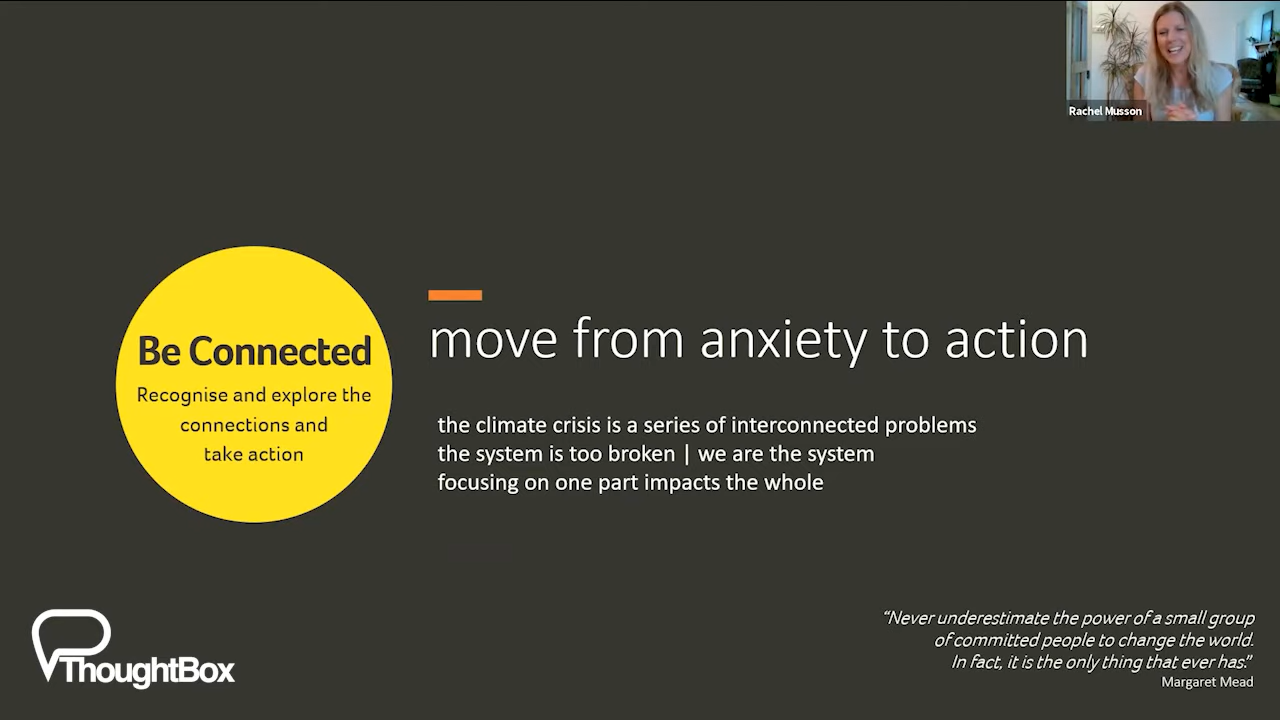 Rachel Musson
Be Connected
Recognise and explore the
connections and
take action
move from anxiety to action
the climate crisis is a series of interconnected problems
the system is too broken | we are the system
focusing on one part impacts the whole
ThoughtBox
“Never underestimate the power of a small group
of committed people to change the world.
In fact, it is the only thing that ever has.”
Margaret Mead